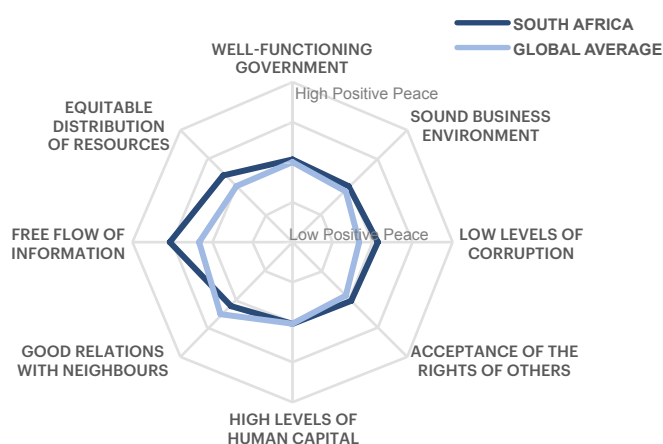 SOUTH AFRICA
GLOBAL AVERAGE
WELL-FUNCTIONING
GOVERNMENT
High Positive Peace
EQUITABLE
DISTRIBUTION
OF RESOURCES
SOUND BUSINESS
ENVIRONMENT
FREE FLOW OF
INFORMATION
Low Positive Peace
LOW LEVELS OF
CORRUPTION
GOOD RELATIONS
WITH NEIGHBOURS
ACCEPTANCE OF THE
RIGHTS OF OTHERS
HIGH LEVELS OF
HUMAN CAPITAL